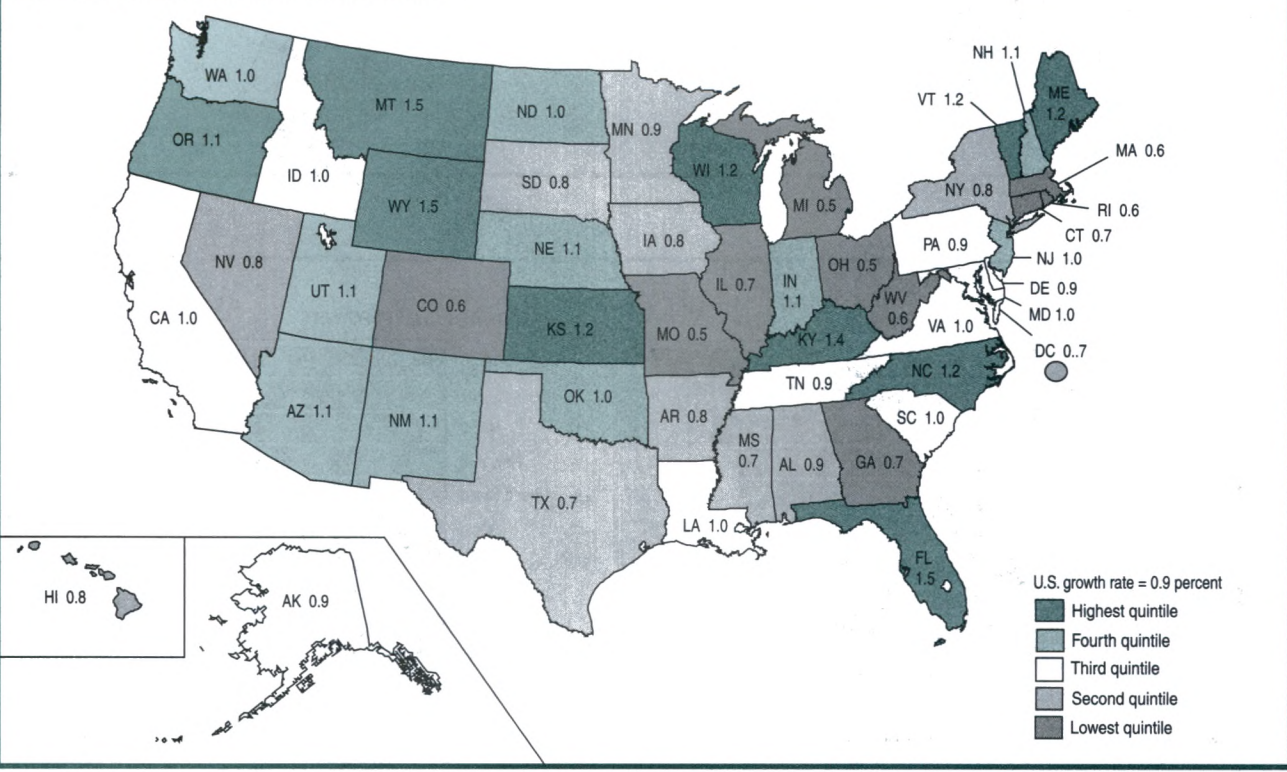 NH 1.1
WA 1.0
MT 1.5
ND 1.0
MN 0.9
VT 1.2
ME
1.2
OR 1.1
ID 1.0
SD 0.8
WI 1.2
MI 0.5
NY 0.8
MA 0.6
WY 1.5
RI 0.6
CT 0.7
NV 0.8
NE 1.1
IA 0.8
PA 0.9
NJ 1.0
UT 1.1
CO 0.6
IL 0.7
IN
1.1
OH 0.5
WV
0.6
DE 0.9
MD 1.0
CA 1.0
KS 1.2
MO 0.5
KY 1.4
VA 1.0
DC 0..7
AZ 1.1
NM 1.1
OK 1.0
AR 0.8
TN 0.9
NC 1.2
SC 1.0
TX 0.7
MS
0.7
AL 0.9
GA 0.7
LA 1.0
FL
1.5
HI 0.8
AK 0.9
U.S. growth rate = 0.9 percent
Highest quintile
Fourth quintile
Third quintile
Second quintile
Lowest quintile